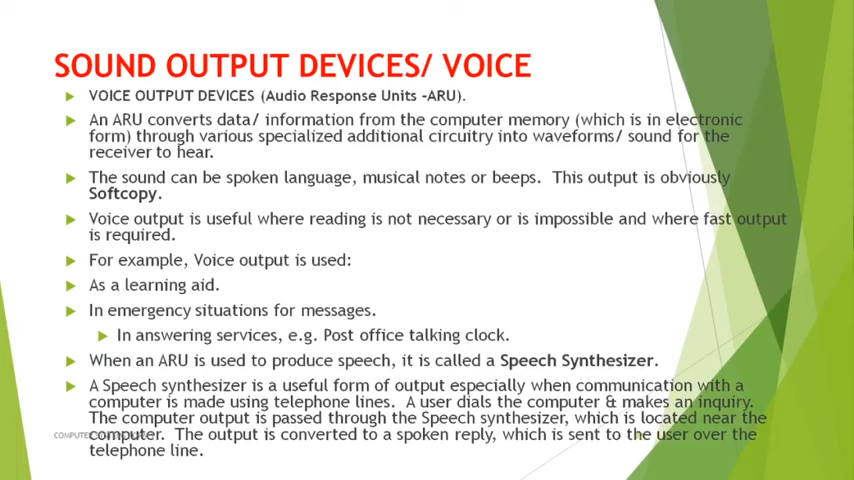 SOUND OUTPUT DEVICES/ VOICE
VOICE OUTPUT DEVICES (Audio Response Units -ARU).
An ARU converts data/ information from the computer memory (which is in electronic
form) through various specialized additional circuitry into waveforms/ sound for the
receiver to hear.
The sound can be spoken language, musical notes or beeps. This output is obviously
Softcopy.
Voice output is useful where reading is not necessary or is impossible and where fast output
is required.
For example, Voice output is used:
As a learning aid.
In emergency situations for messages.
In answering services, e.g. Post office talking clock.
When an ARU is used to produce speech, it is called a Speech Synthesizer.
A Speech synthesizer is a useful form of output especially when communication with a
computer is made using telephone lines. A user dials the computer & makes an inquiry.
The computer output is passed through the Speech synthesizer, which is located near the
computer. The output is converted to a spoken reply, which is sent to the user over the
telephone line.